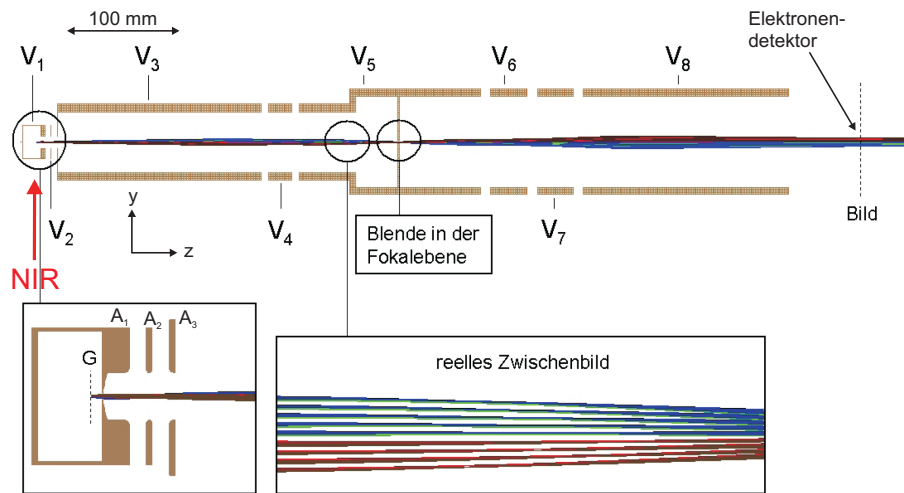 100 mm
Elektronen-
detektor
V1
V3
V5
V6
V8
V2
V4
V7
y
z
NIR
Blende in der
Fokalebene
Bild
A1
A2
A3
G
reelles Zwischenbild